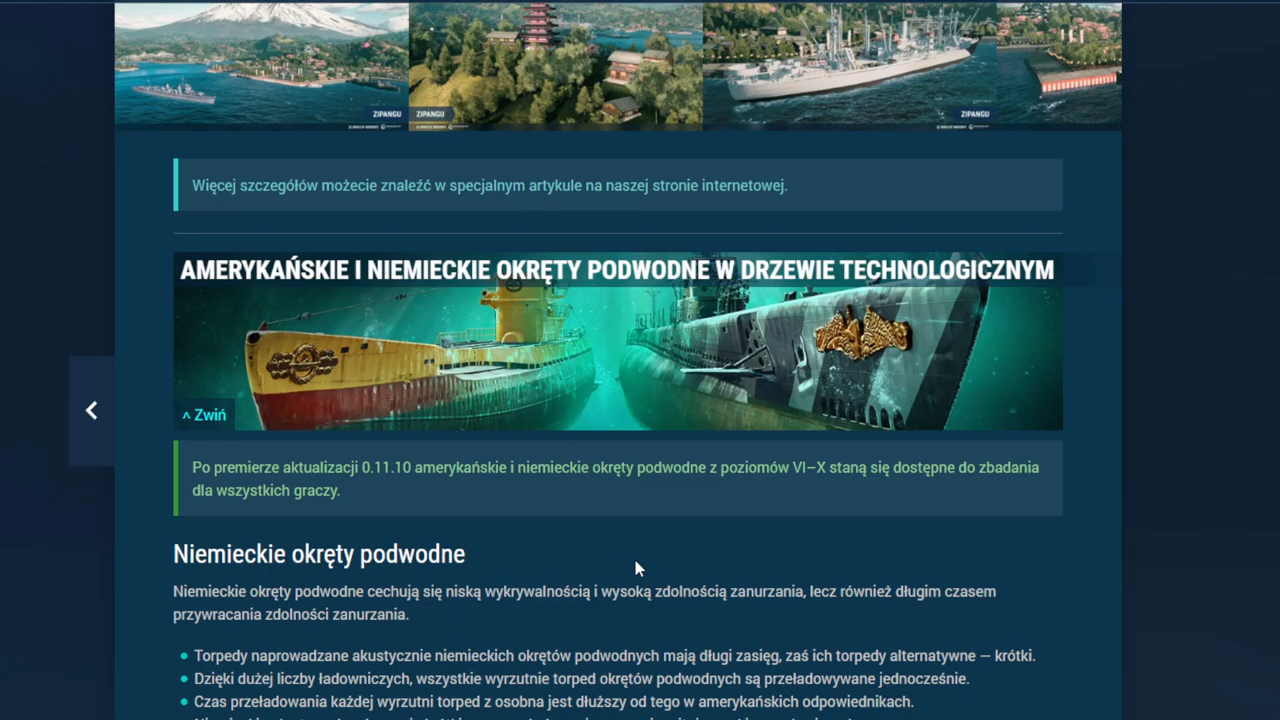 ZIPANGU
ZIPANGU
ZIPANGU
Więcej szczegółów możecie znaleźć w specjalnym artykule na naszej stronie internetowej.
AMERYKAŃSKIE I NIEMIECKIE OKRĘTY PODWODNE W DRZEWIE TECHNOLOGICZNYM
^ Zwiń
Po premierze aktualizacji 0.11.10 amerykańskie i niemieckie okręty podwodne z poziomów VI–X staną się dostępne do zbadania
dla wszystkich graczy.
Niemieckie okręty podwodne
Niemieckie okręty podwodne cechują się niską wykrywalnością i wysoką zdolnością zanurzania, lecz również długim czasem
przywracania zdolności zanurzania.
Torpedy naprowadzane akustycznie niemieckich okrętów podwodnych mają długi zasięg, zaś ich torpedy alternatywne — krótki.
Dzięki dużej liczby ładowniczych, wszystkie wyrzutnie torped okrętów podwodnych są przeładowywane jednocześnie.
Czas przeładowania każdej wyrzutni torped z osobna jest dłuższy od tego w amerykańskich odpowiednikach.